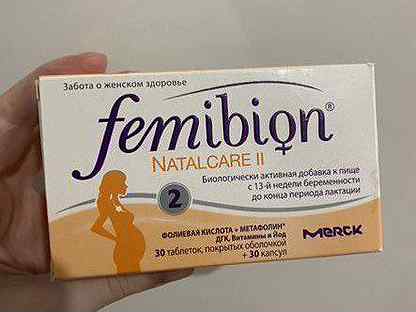 Забота о женском здоровье
femibion®
NATALCARE II
Биологически активная добавка к пище
с 13-й недели беременности
до конца периода лактации
2
ФОЛИЕВАЯ КИСЛОТА + МЕТАФОЛИН®
ДГК, Витамины и Йод
30 таблеток, покрытых оболочкой
+ 30 капсул
MERCK